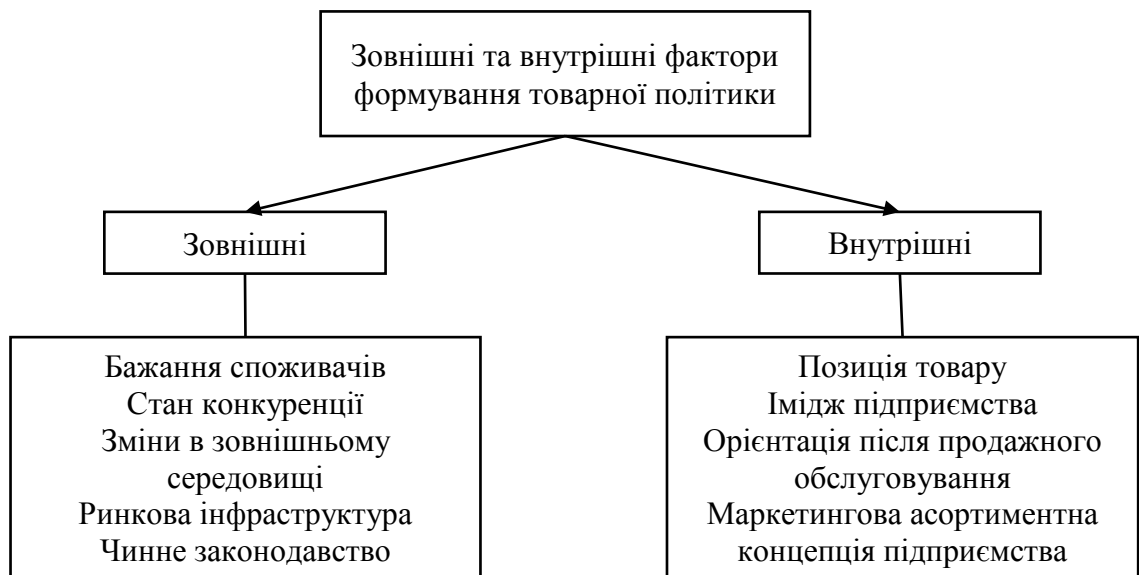 Зовнішні та внутрішні фактори
формування товарної політики
Зовнішні
Внутрішні
Бажання споживачів
Стан конкуренції
Зміни в зовнішньому
середовищі
Ринкова інфраструктура
Чинне законодавство
Позиція товару
Імідж підприємства
Орієнтація після продажного
обслуговування
Маркетингова асортиментна
концепція підприємства